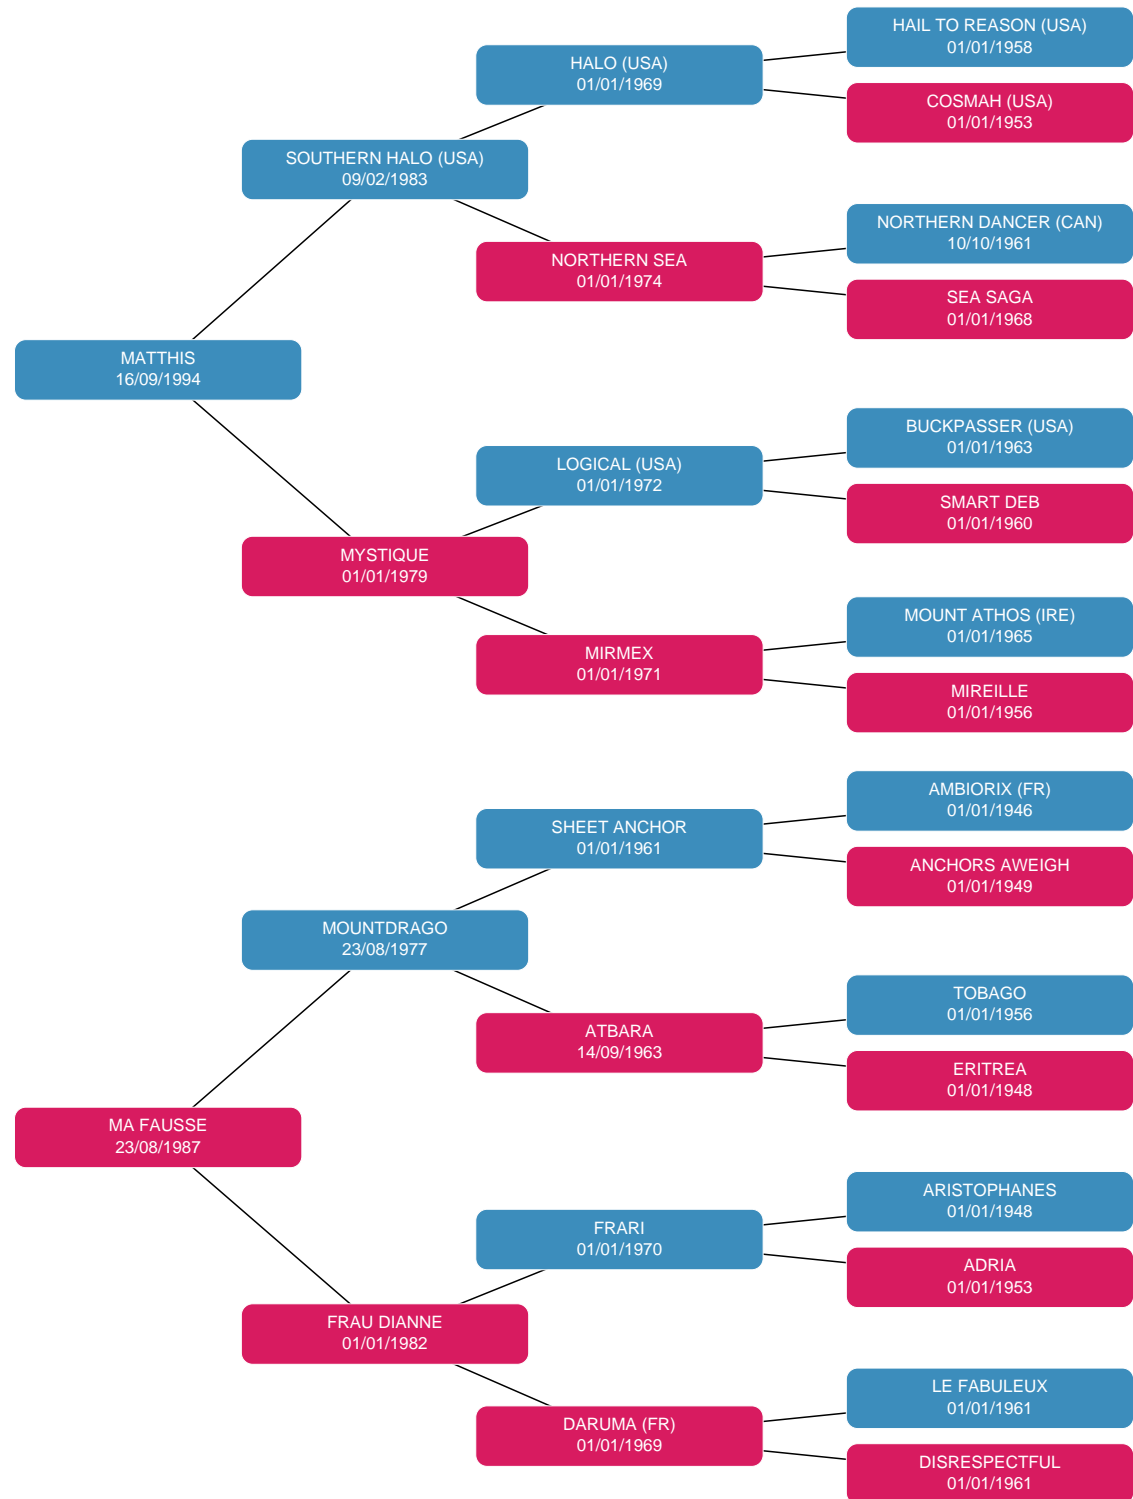 HAIL TO REASON (USA)
01/01/1958
HALO (USA)
01/01/1969
COSMAH (USA)
01/01/1953
SOUTHERN HALO (USA)
09/02/1983
NORTHERN DANCER (CAN)
10/10/1961
NORTHERN SEA
01/01/1974
SEA SAGA
01/01/1968
MATTHIS
16/09/1994
BUCKPASSER (USA)
01/01/1963
LOGICAL (USA)
01/01/1972
SMART DEB
01/01/1960
MYSTIQUE
01/01/1979
MOUNT ATHOS (IRE)
01/01/1965
MIRMEX
01/01/1971
MIREILLE
01/01/1956
AMBIORIX (FR)
01/01/1946
SHEET ANCHOR
01/01/1961
ANCHORS AWEIGH
01/01/1949
MOUNTDRAGO
23/08/1977
TOBAGO
01/01/1956
ATBARA
14/09/1963
ERITREA
01/01/1948
MA FAUSSE
23/08/1987
ARISTOPHANES
01/01/1948
FRARI
01/01/1970
ADRIA
01/01/1953
FRAU DIANNE
01/01/1982
LE FABULEUX
01/01/1961
DARUMA (FR)
01/01/1969
DISRESPECTFUL
01/01/1961